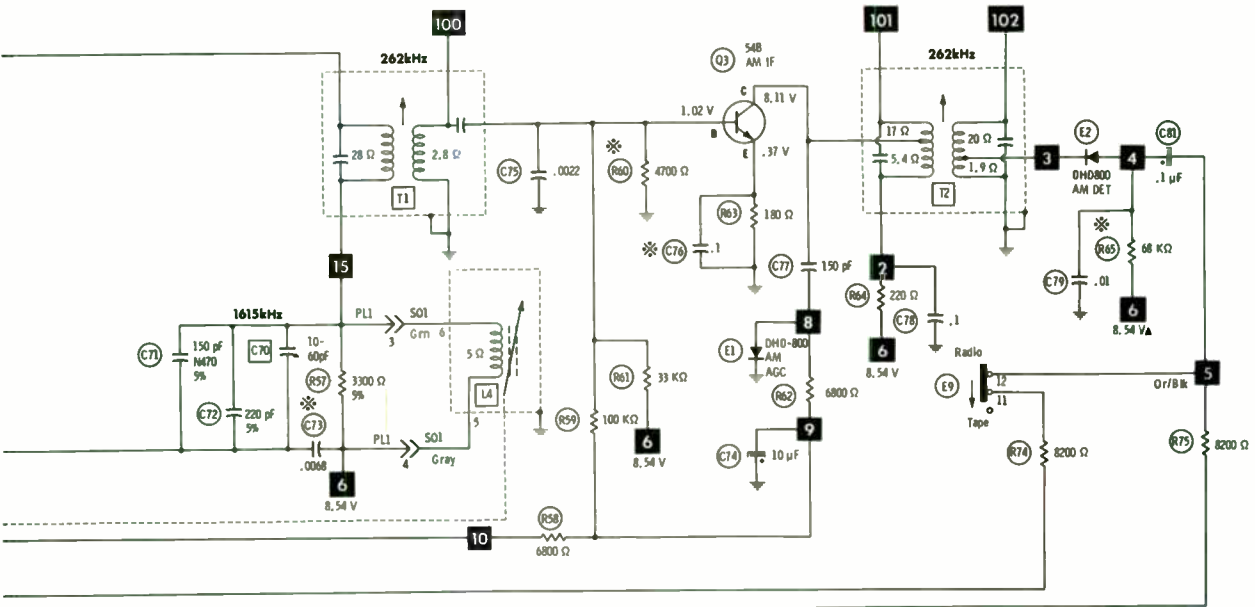 101
102
100
262kHz
Q3
548
AM IF
262kHz
C
8.11 V
1.02 V
B
E
.37 V
28 Ω
2.8 Ω
T1
C75
.0022
※
R60
4700 Ω
17 Ω
5.4 Ω
20 Ω
1.9 Ω
T2
3
E2
DHD800
AM DET
4
C81
.1 µF
R63
180 Ω
※
C76
.1
C77
150 pF
※
R65
68 KΩ
C79
.01
6
8.54 V▲
15
2
R64
220 Ω
C78
.1
6
8.54 V
1615kHz
C71
150 pF
N470
5%
C70
10-
60pF
PL1
SO1
3
Grn
6
5 Ω
L4
R57
3300 Ω
5%
C72
220 pF
5%
※
C73
.0068
PL1
SO1
4
Gray
5
6
8.54 V
8
E1
DHD-800
AM
AGC
R61
33 KΩ
R62
6800 Ω
R59
100 KΩ
6
8.54 V
9
C74
10 µF
Radio
E9
12
11
Tape
Or/Blk
5
R74
8200 Ω
R75
8200 Ω
10
R58
6800 Ω